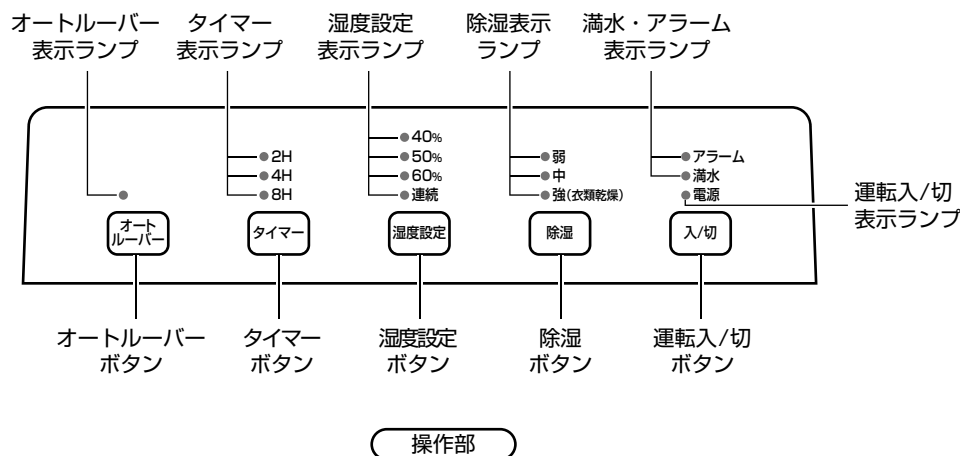 オートルーバー
表示ランプ
タイマー
表示ランプ
湿度設定
表示ランプ
除湿表示
ランプ
満水・アラーム
表示ランプ
2H
4H
8H
40%
50%
60%
連続
弱
中
強(衣類乾燥)
アラーム
満水
電源
運転入/切
表示ランプ
オート
ルーバー
タイマー
湿度設定
除湿
入/切
オートルーバー
ボタン
タイマー
ボタン
湿度設定
ボタン
除湿
ボタン
運転入/切
ボタン
操作部